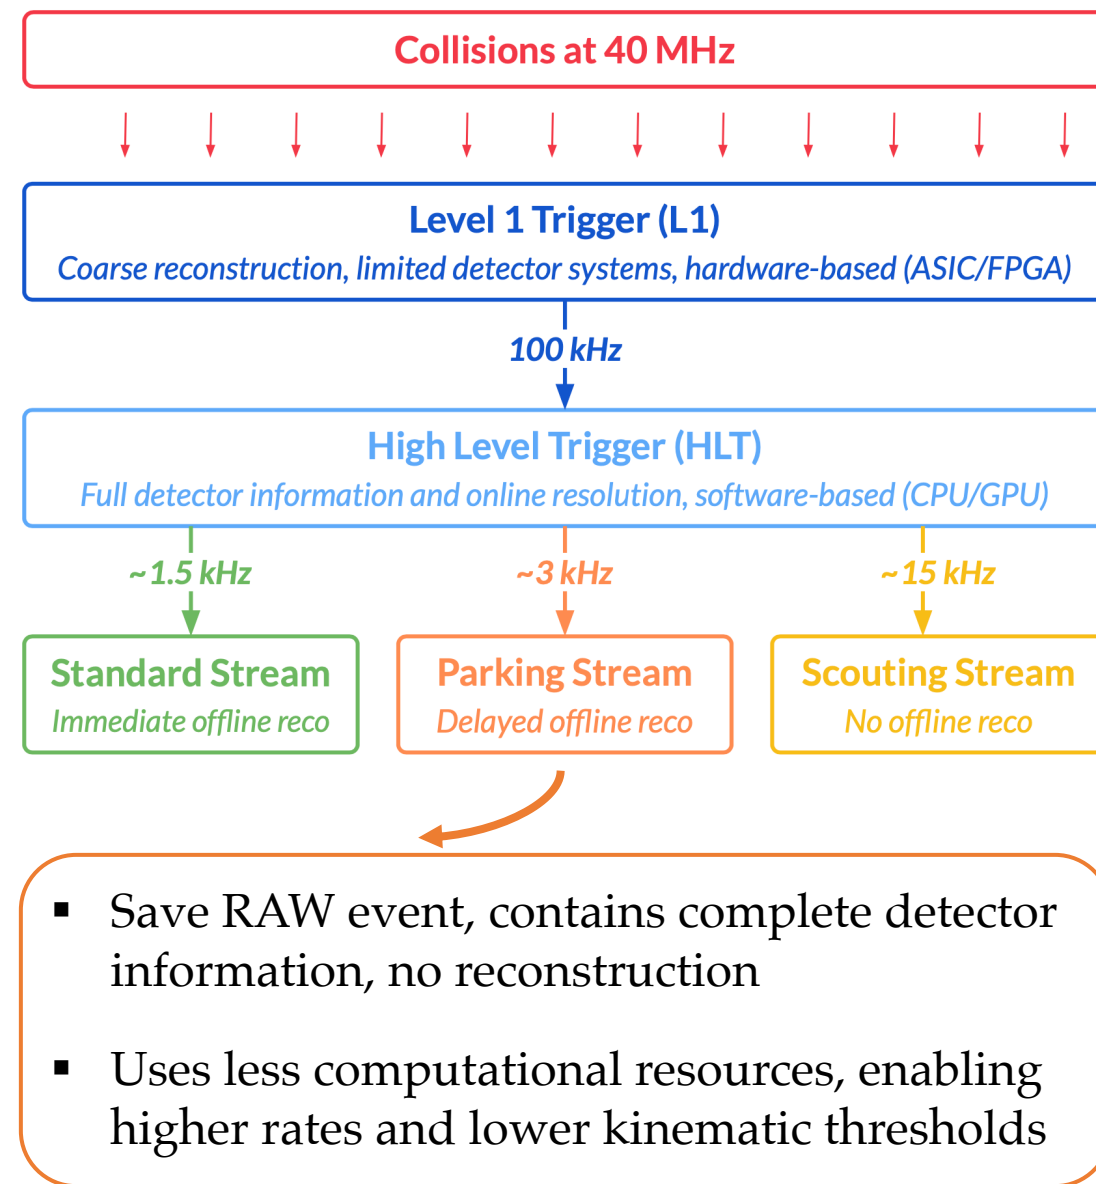 Collisions at 40 MHz
Level 1 Trigger (L1)
Coarse reconstruction, limited detector systems, hardware-based (ASIC/FPGA)
100 kHz
High Level Trigger (HLT)
Full detector information and online resolution, software-based (CPU/GPU)
~1.5 kHz
~3 kHz
~15 kHz
Standard Stream
Immediate offline reco
Parking Stream
Delayed offline reco
Scouting Stream
No offline reco
▪ Save RAW event, contains complete detector
information, no reconstruction
▪ Uses less computational resources, enabling
higher rates and lower kinematic thresholds